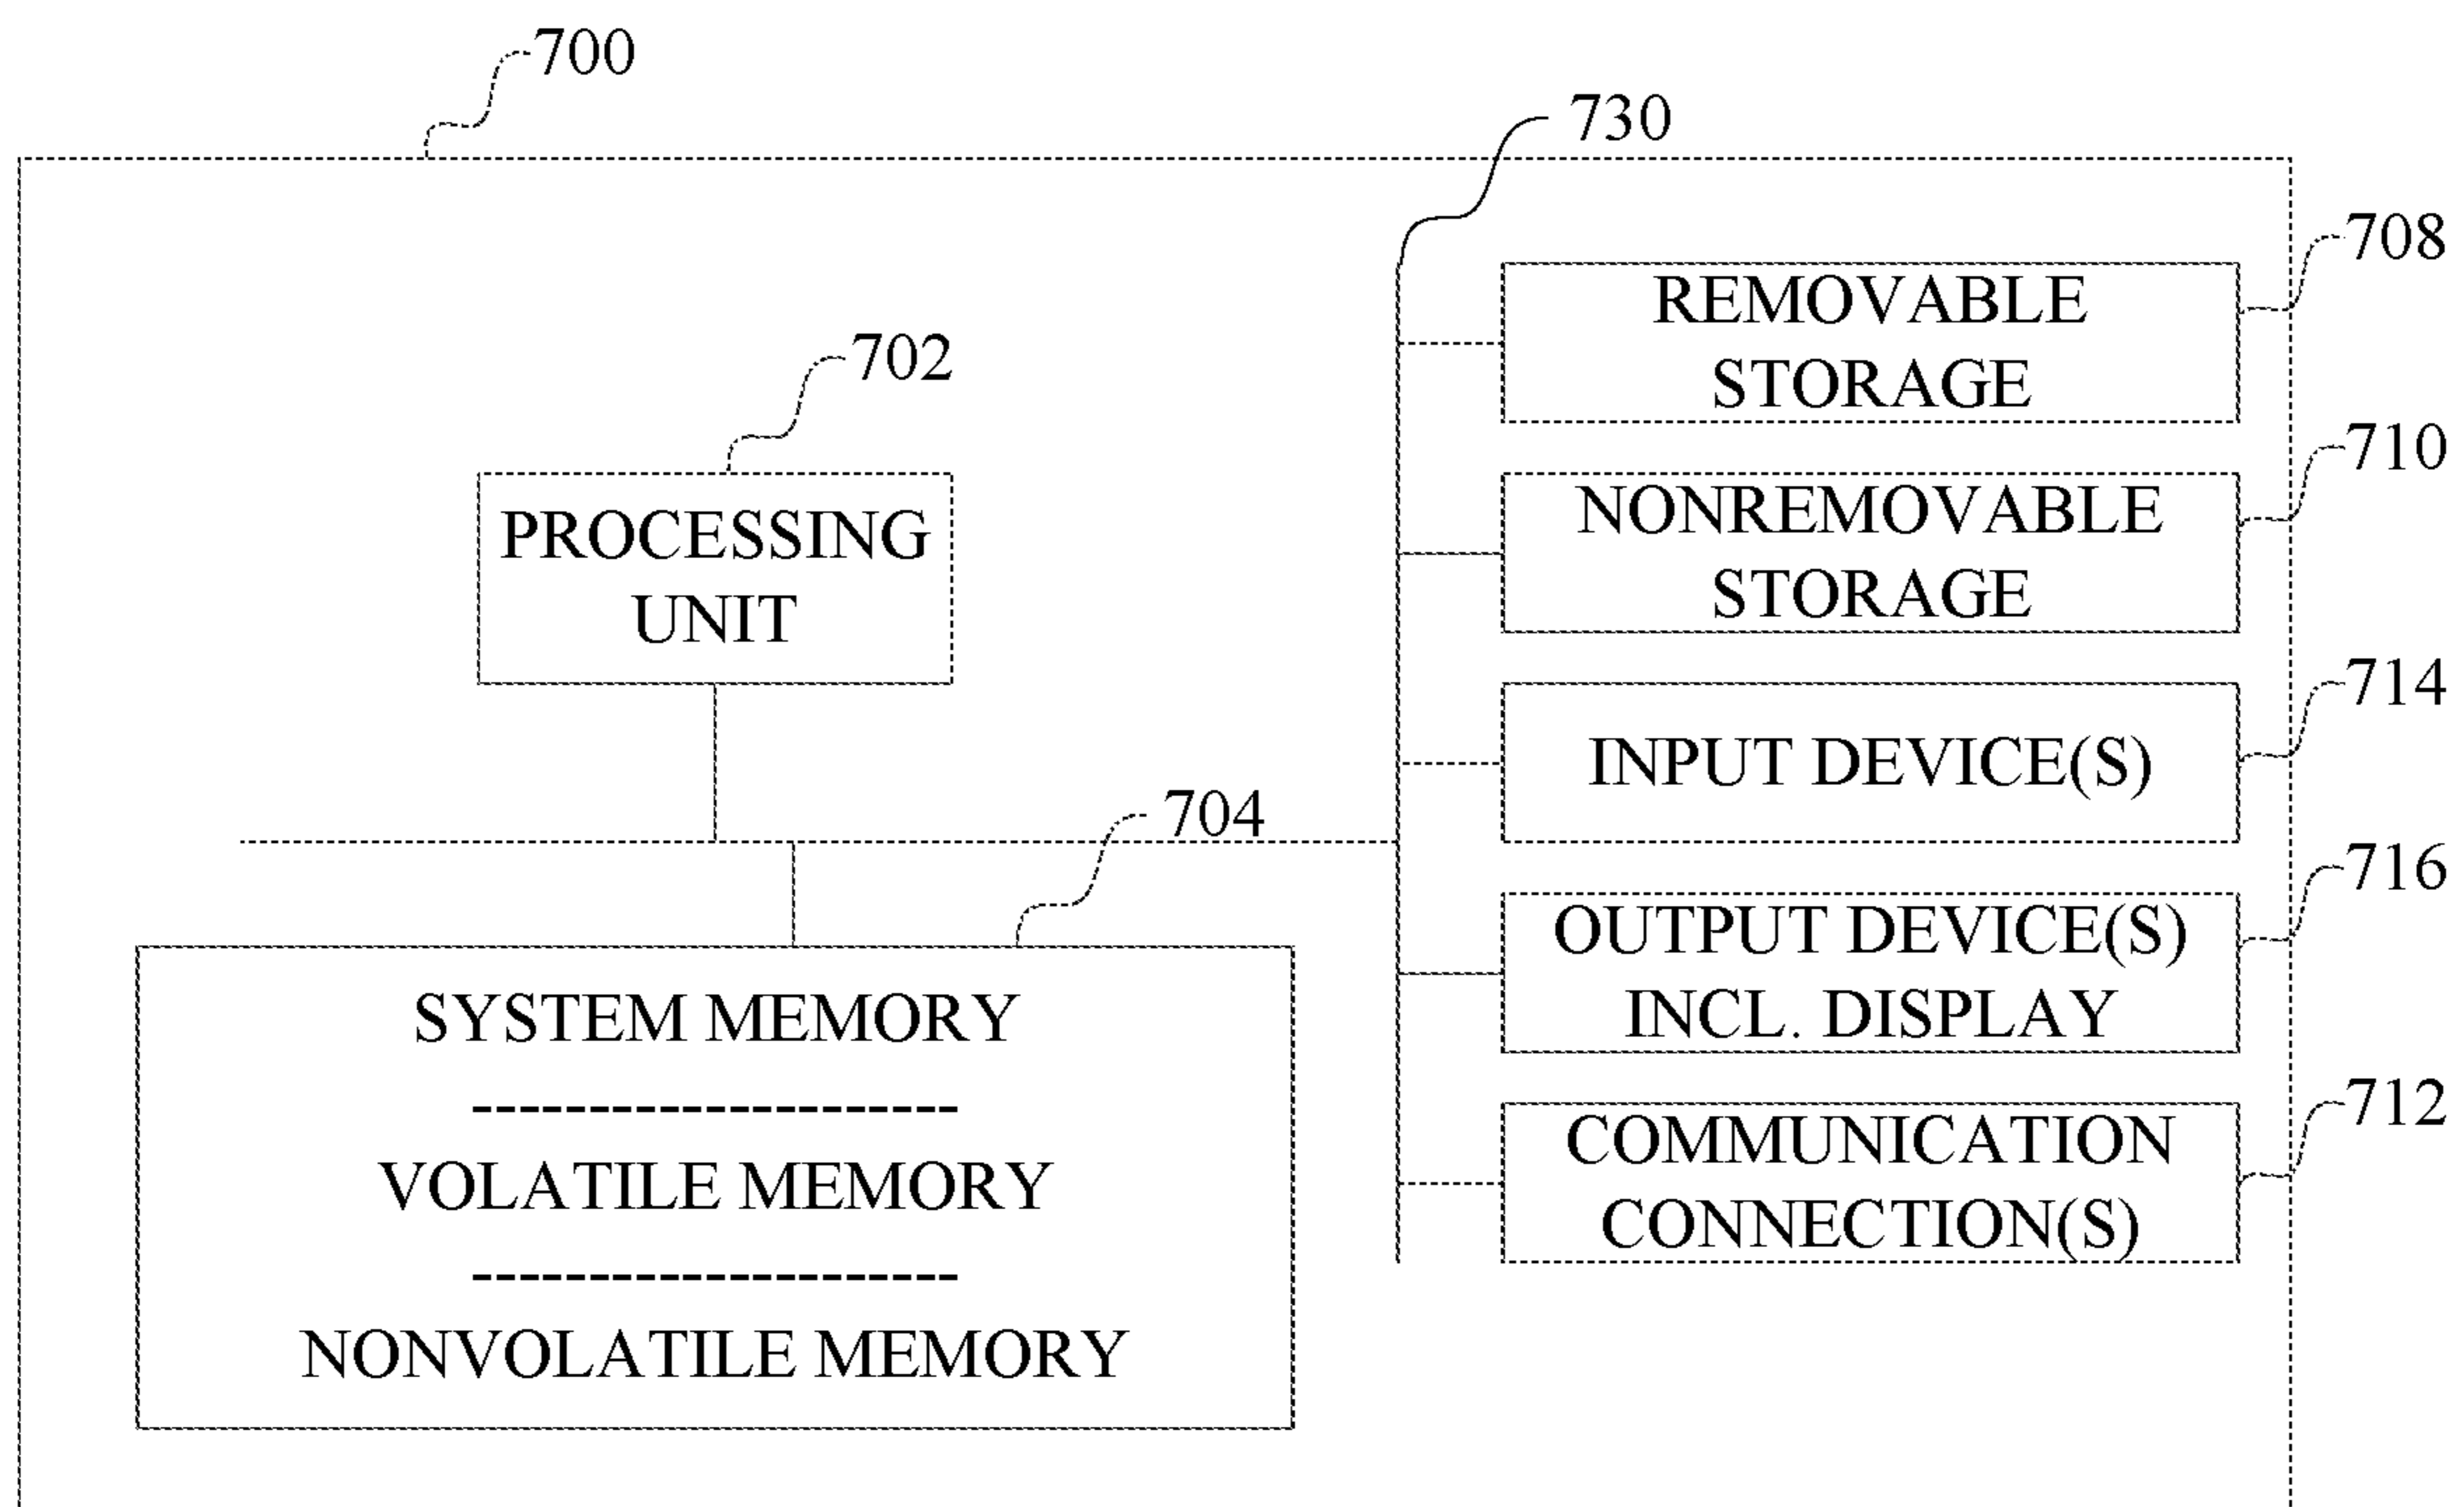 700
730
708
REMOVABLE
STORAGE
702
710
PROCESSING
UNIT
NONREMOVABLE
STORAGE
714
INPUT DEVICE(S)
704
716
OUTPUT DEVICE(S)
INCL. DISPLAY
SYSTEM MEMORY
---------------------
VOLATILE MEMORY
---------------------
NONVOLATILE MEMORY
712
COMMUNICATION
CONNECTION(S)